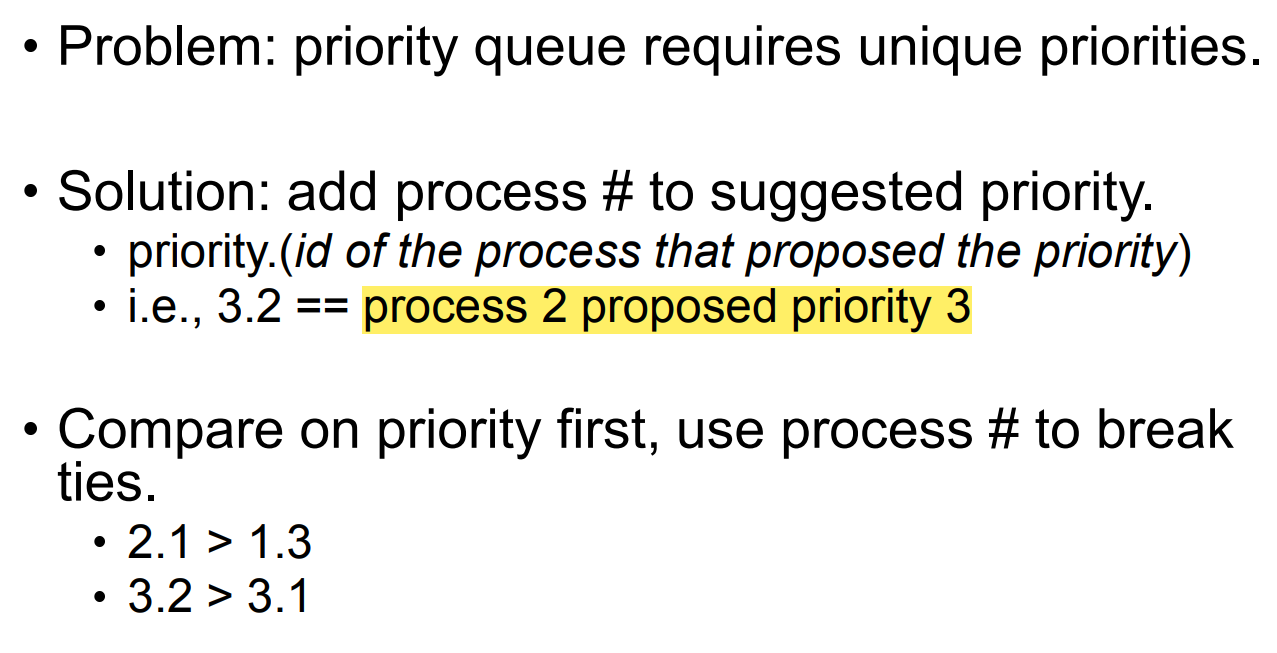 • Problem: priority queue requires unique priorities.
• Solution: add process # to suggested priority.
• priority.(id of the process that proposed the priority)
• i.e., 3.2 == process 2 proposed priority 3
• Compare on priority first, use process # to break
ties.
• 2.1 > 1.3
• 3.2 > 3.1